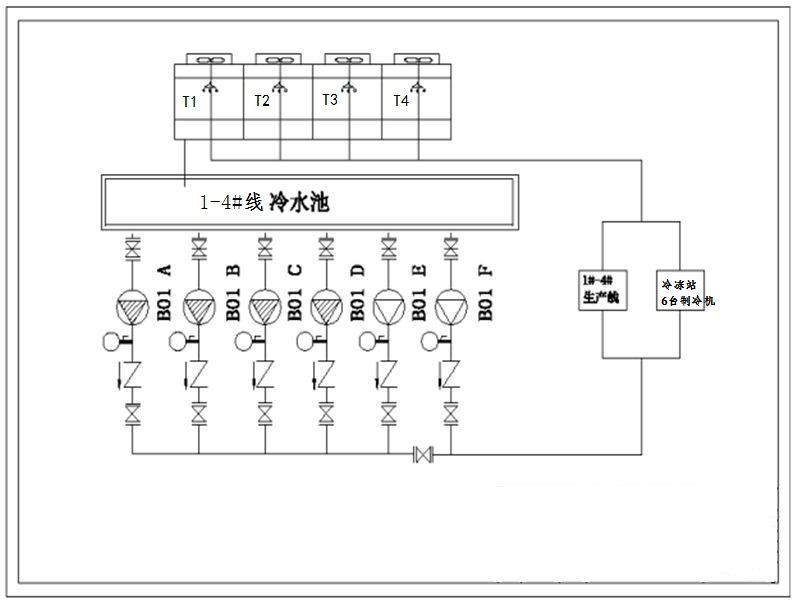 T1
T2
T3
T4
1-4#线 冷水池
B01 A
B01 B
B01 C
B01 D
B01 E
B01 F
1#-4#
生产线
冷冻站
6台制冷机